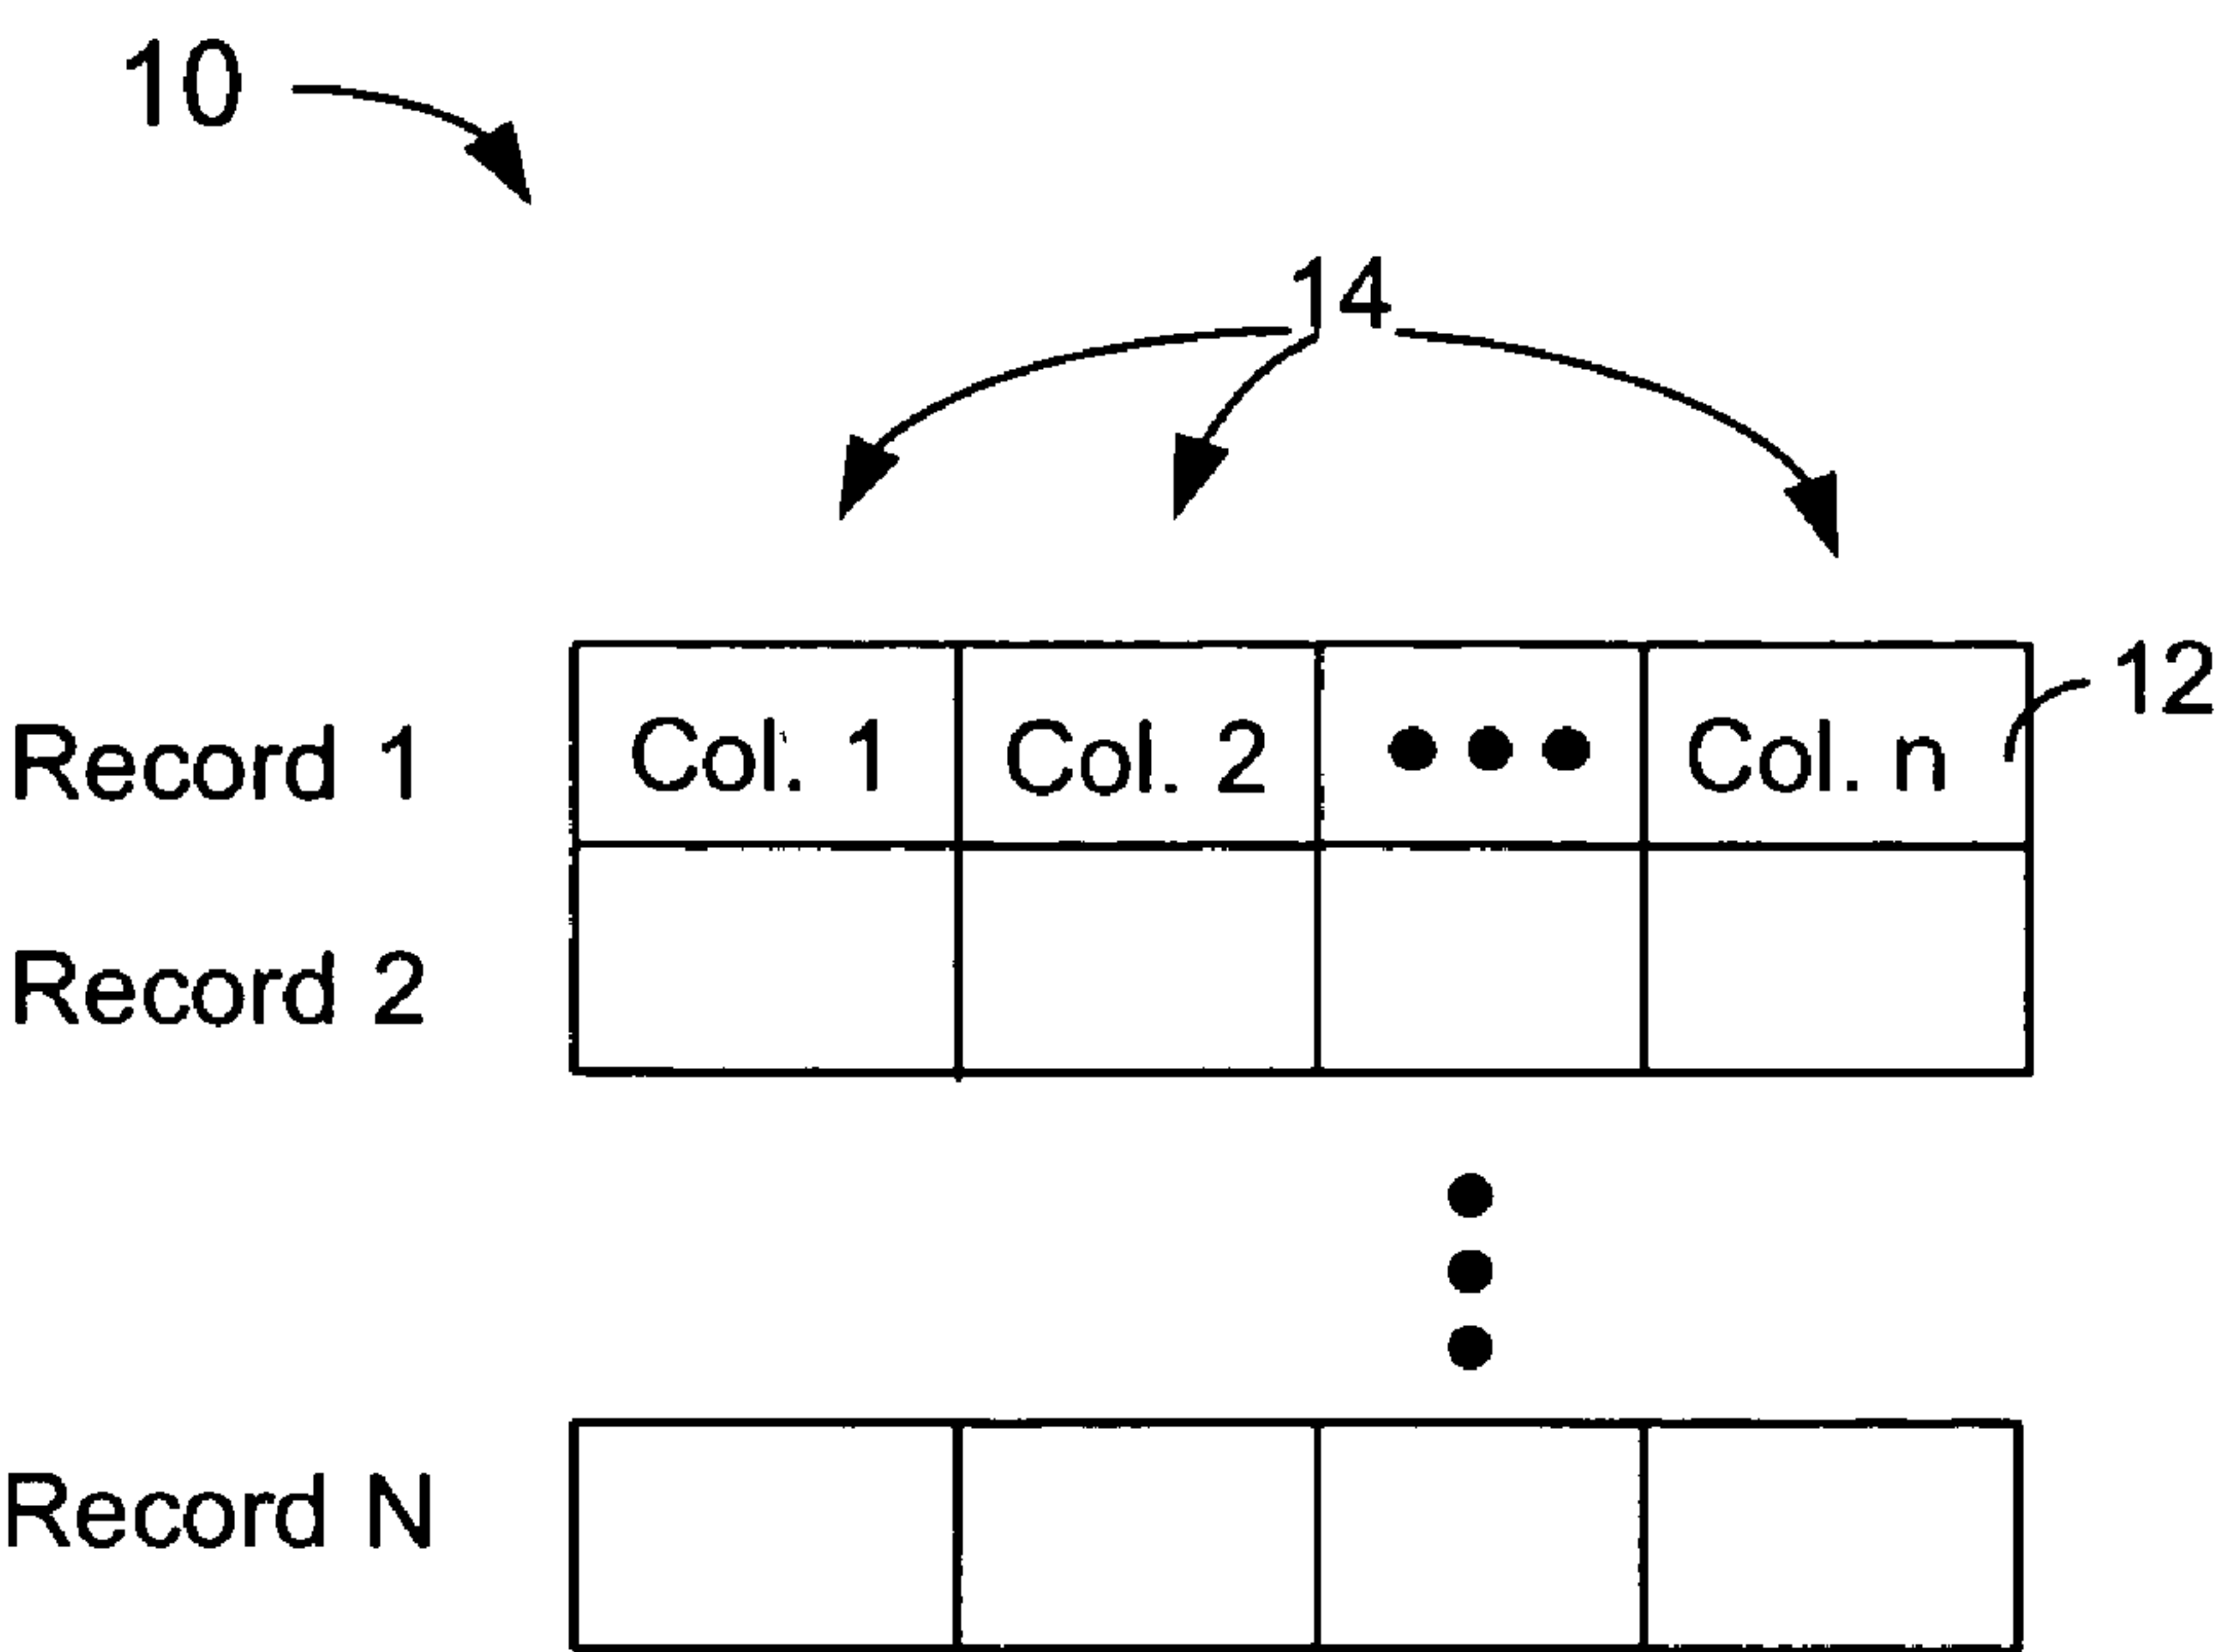 10
14
12
Record 1 Col. 1 Col. 2 ● ● ● Col. n
Record 2
Record N